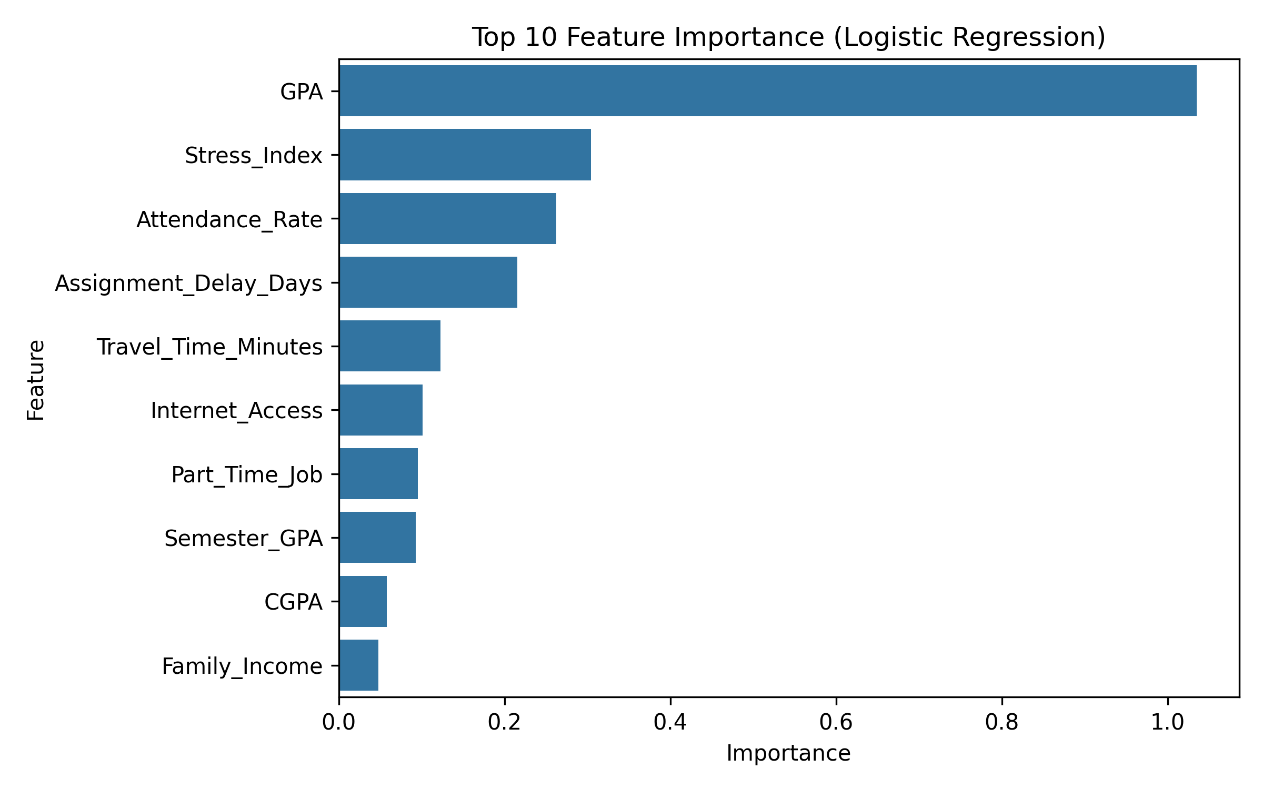 Top 10 Feature Importance (Logistic Regression)
GPA
Stress_Index
Attendance_Rate
Assignment_Delay_Days
Travel_Time_Minutes
Internet_Access
Part_Time_Job
Semester_GPA
CGPA
Family_Income
Feature
0.0 0.2 0.4 0.6 0.8 1.0
Importance